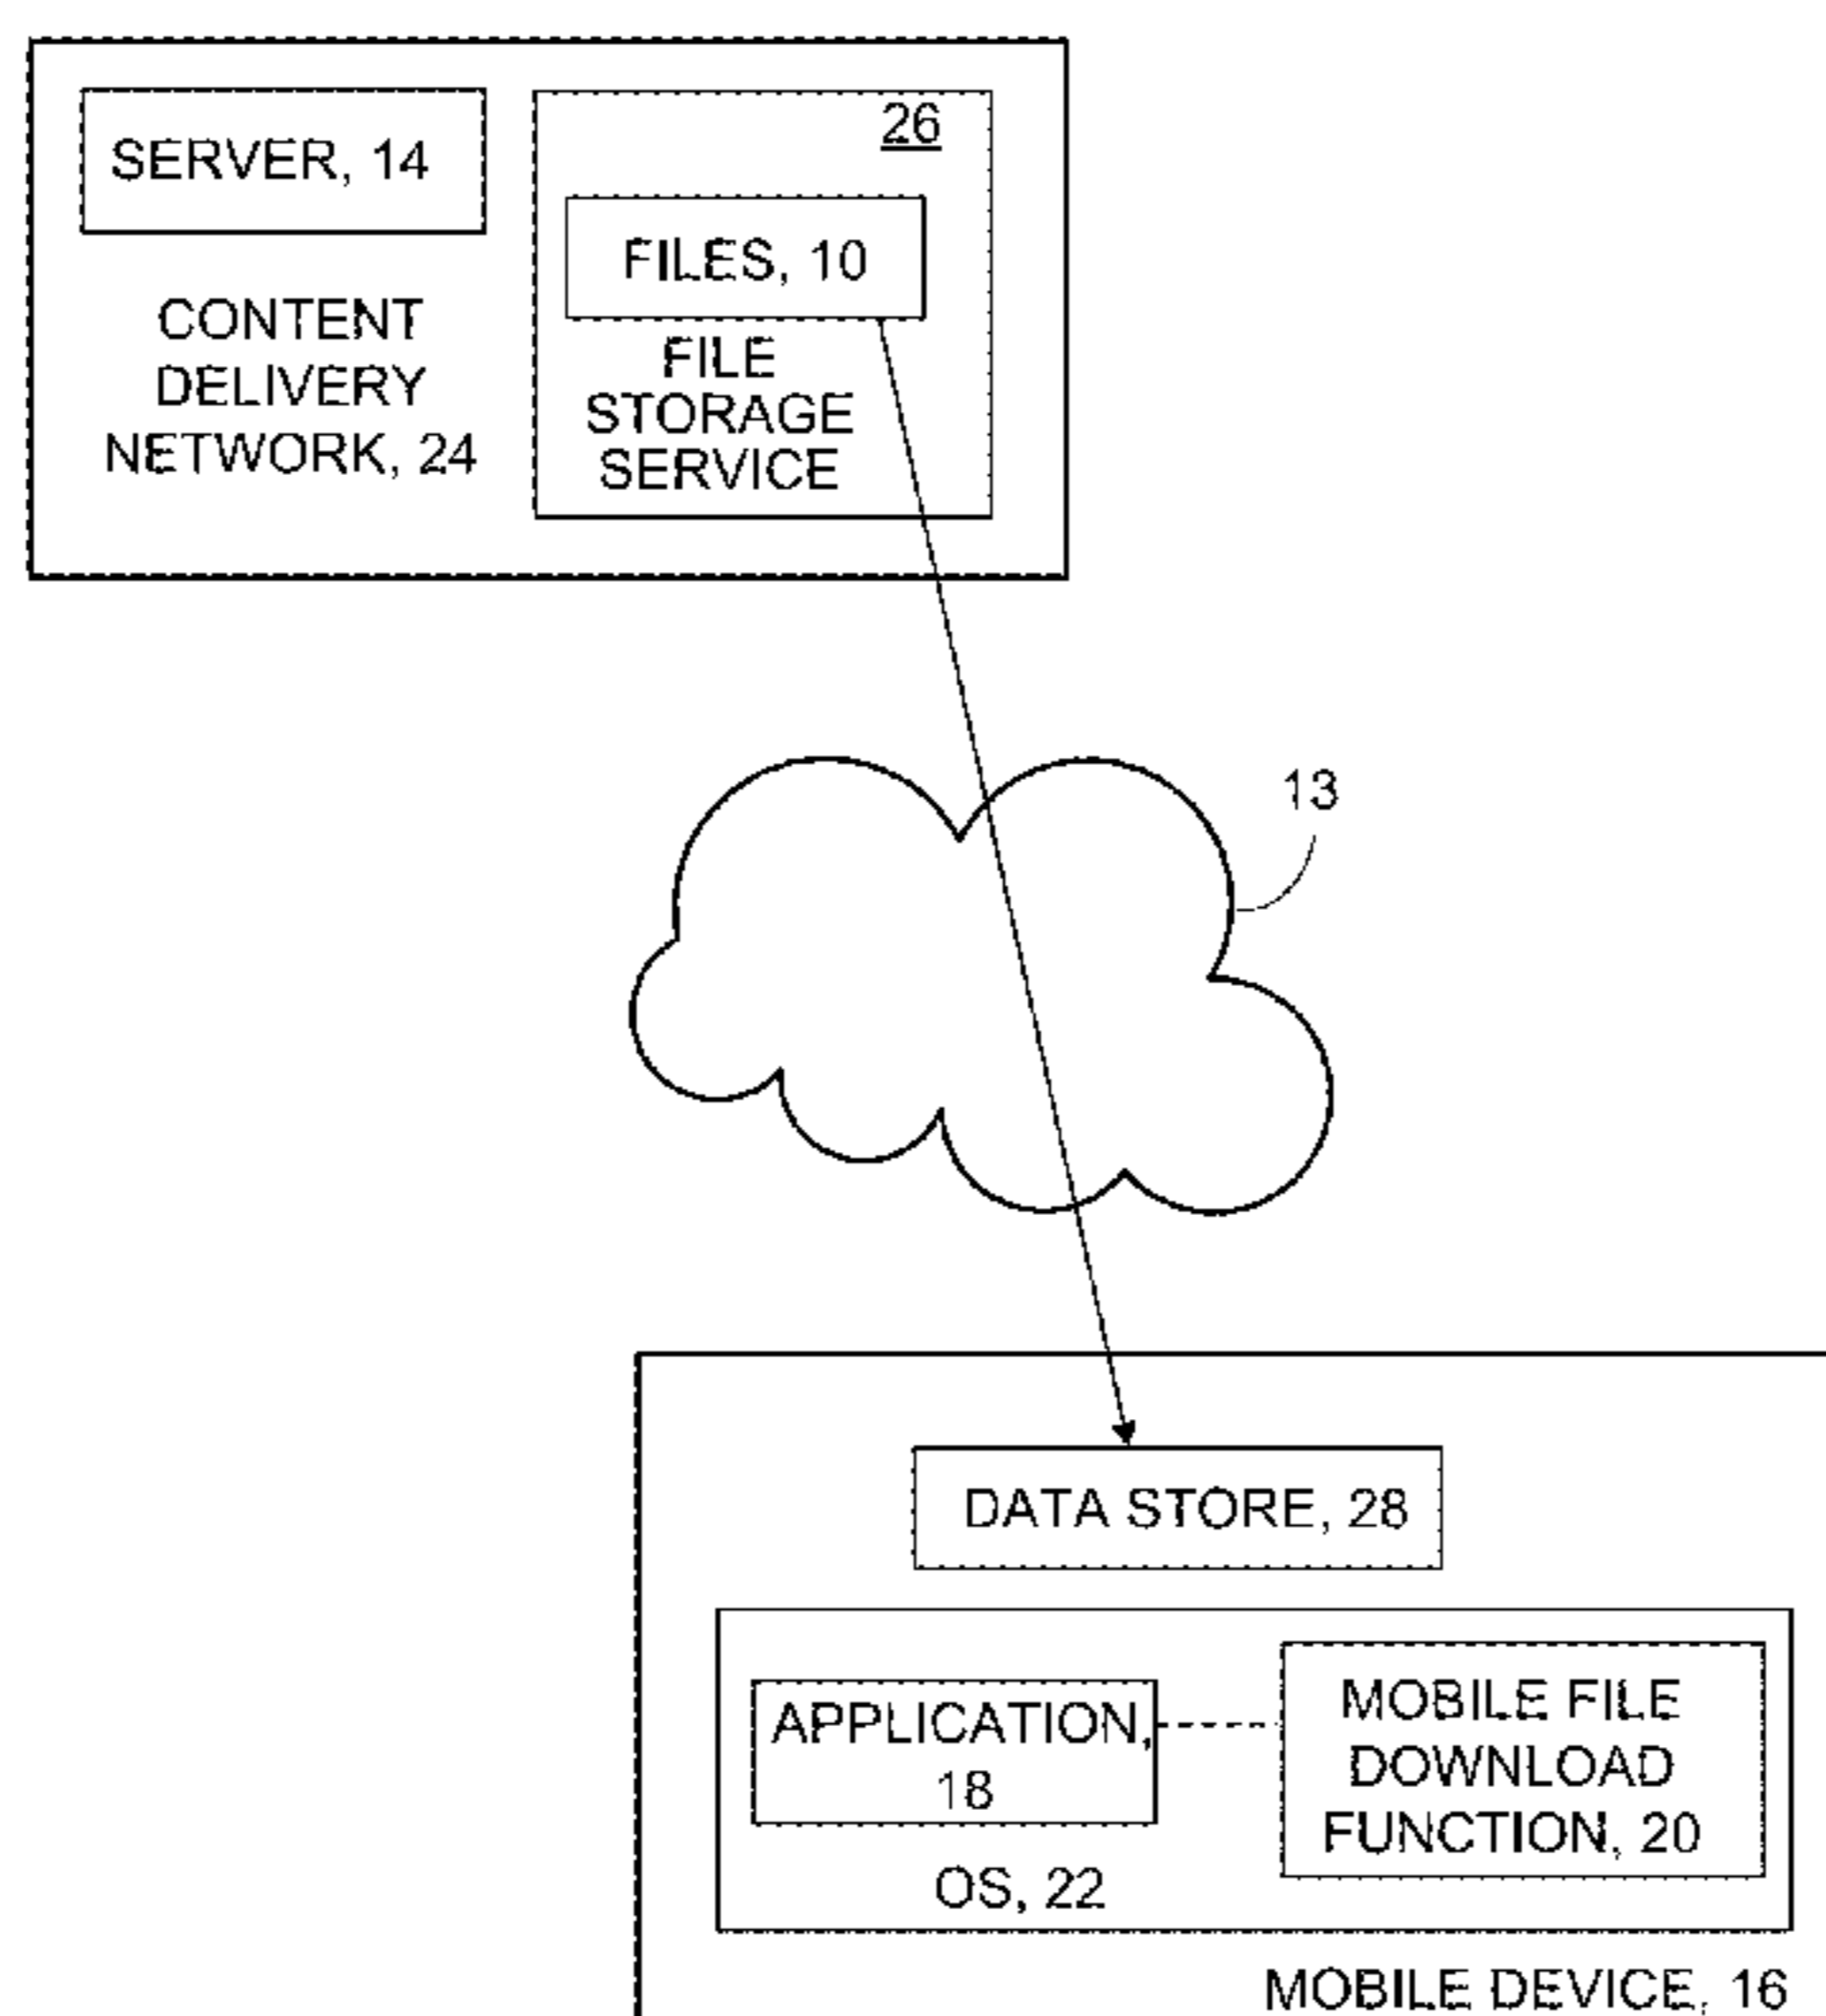 SERVER, 14
26
FILES, 10
CONTENT
DELIVERY
NETWORK, 24
FILE
STORAGE
SERVICE
13
DATA STORE, 28
APPLICATION,
18
MOBILE FILE
DOWNLOAD
FUNCTION, 20
OS, 22
MOBILE DEVICE, 16